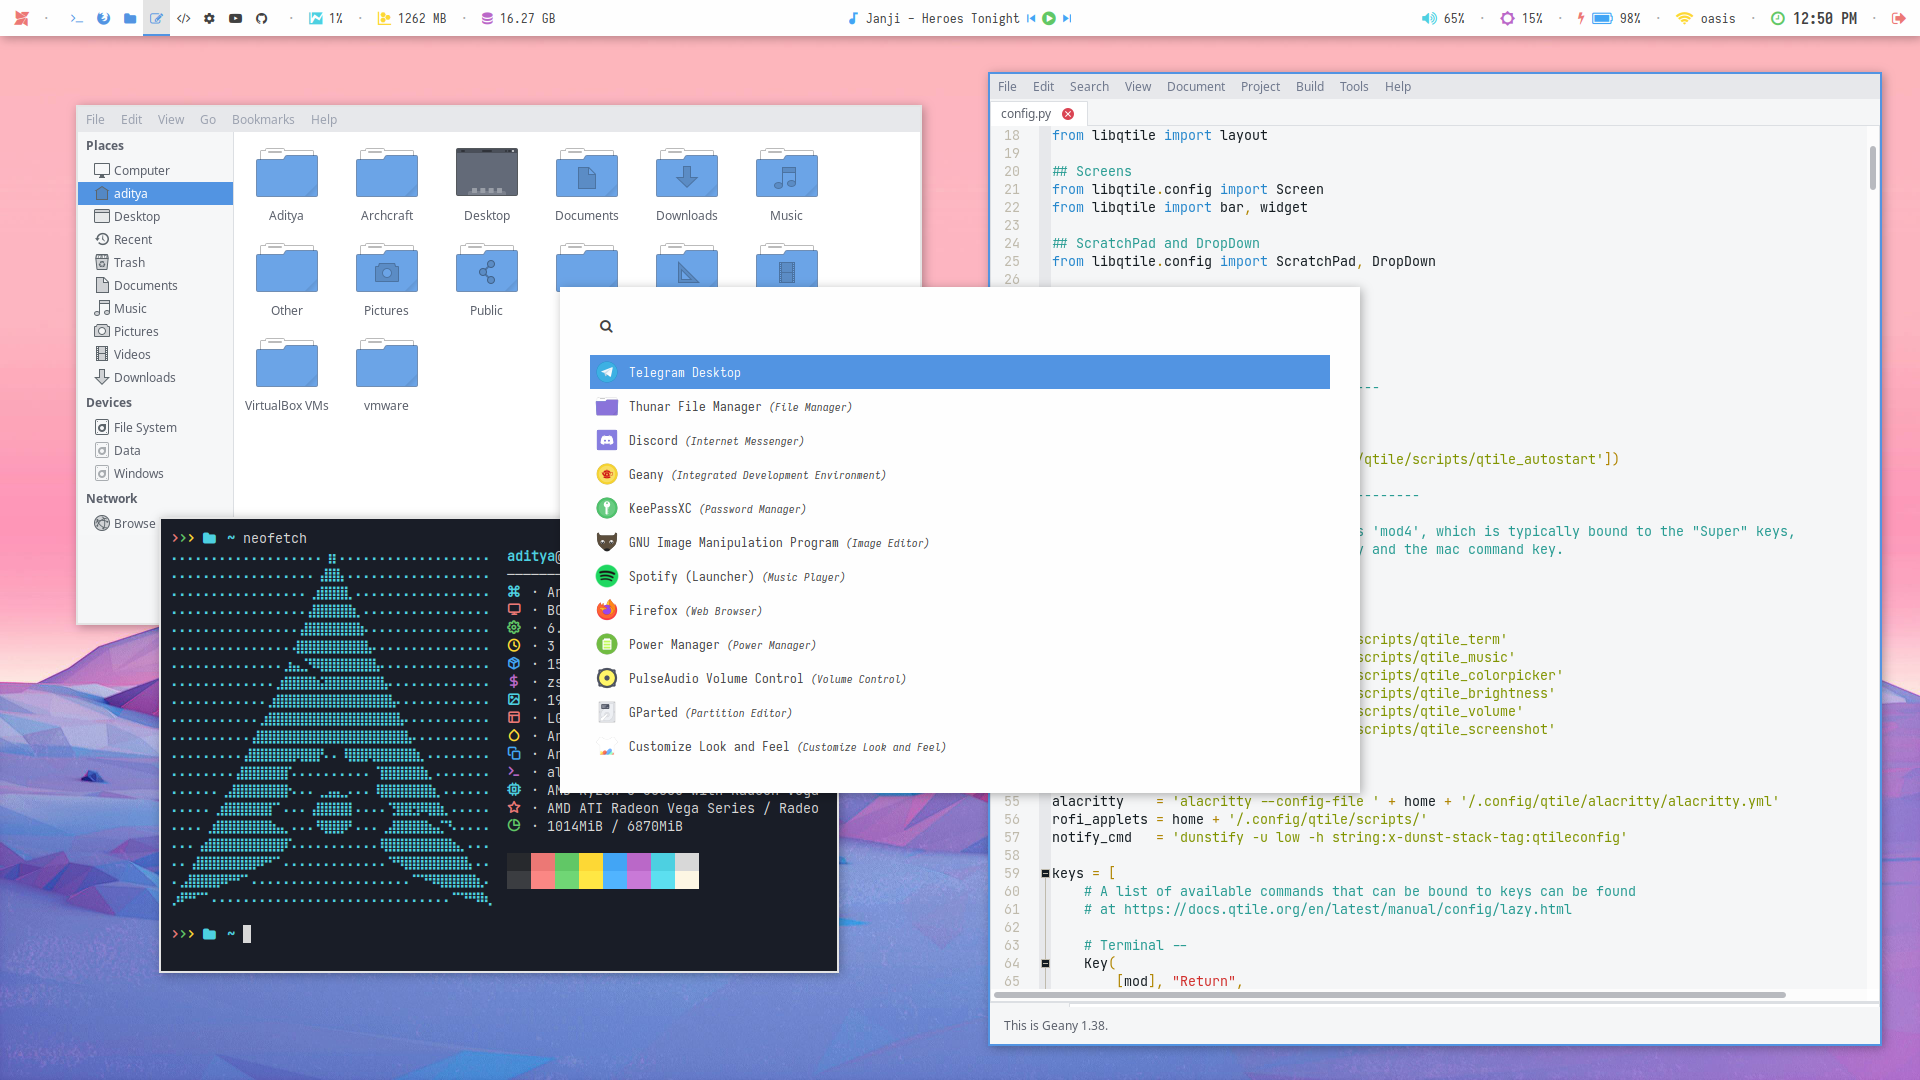 1%
1262 MB
16.27 GB
Janji - Heroes Tonight
65%
15%
98%
oasis
12:50 PM
File Edit View Go Bookmarks Help
Places
Computer
aditya
Desktop
Recent
Trash
Documents
Music
Pictures
Videos
Downloads
Devices
File System
Data
Windows
Network
Browse
Aditya
Archcraft
Desktop
Documents
Downloads
Music
Other
Pictures
Public
VirtualBox VMs
vmware
~ neofetch
aditya@
6.
3
15
zs
19
AMD ATI Radeon Vega Series / Radeo
1014MiB / 6870MiB
~
Telegram Desktop
Thunar File Manager (File Manager)
Discord (Internet Messenger)
Geany (Integrated Development Environment)
KeePassXC (Password Manager)
GNU Image Manipulation Program (Image Editor)
Spotify (Launcher) (Music Player)
Firefox (Web Browser)
Power Manager (Power Manager)
PulseAudio Volume Control (Volume Control)
GParted (Partition Editor)
Customize Look and Feel (Customize Look and Feel)
File Edit Search View Document Project Build Tools Help
config.py
18 from libqtile import layout
19
20 ## Screens
21 from libqtile.config import Screen
22 from libqtile import bar, widget
23
24 ## ScratchPad and DropDown
25 from libqtile.config import ScratchPad, DropDown
26
/qtile/scripts/qtile_autostart'])
s 'mod4', which is typically bound to the "Super" keys,
and the mac command key.
scripts/qtile_term'
scripts/qtile_music'
scripts/qtile_colorpicker'
scripts/qtile_brightness'
scripts/qtile_volume'
scripts/qtile_screenshot'
55 alacritty = 'alacritty --config-file ' + home + '/.config/qtile/alacritty/alacritty.yml'
56 rofi_applets = home + '/.config/qtile/scripts/'
57 notify_cmd = 'dunstify -u low -h string:x-dunst-stack-tag:qtileconfig'
58
59 keys = [
60 # A list of available commands that can be bound to keys can be found
61 # at https://docs.qtile.org/en/latest/manual/config/lazy.html
62
63 # Terminal --
64 Key(
65 [mod], "Return",
This is Geany 1.38.